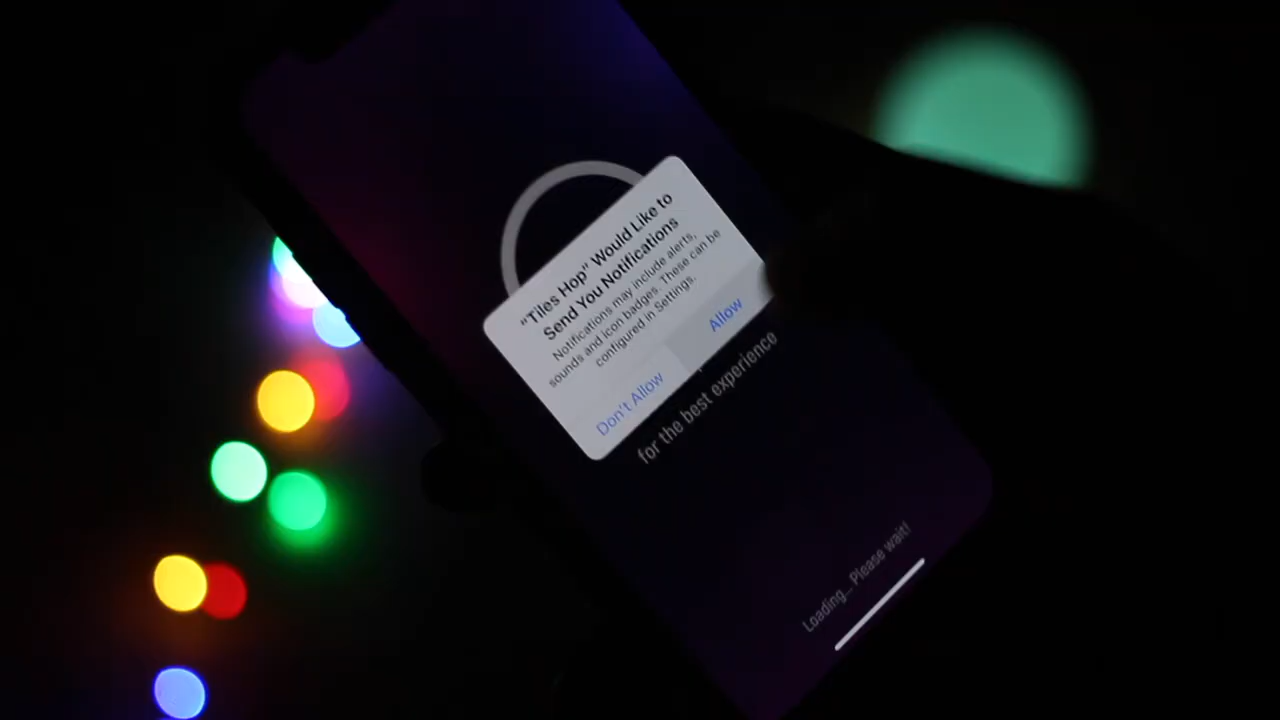 "Tiles Hop" Would Like to
Send You Notifications
Notifications may include alerts,
sounds and icon badges. These can be
configured in Settings.
Don't Allow
Allow
for the best experience
Loading... Please wait!